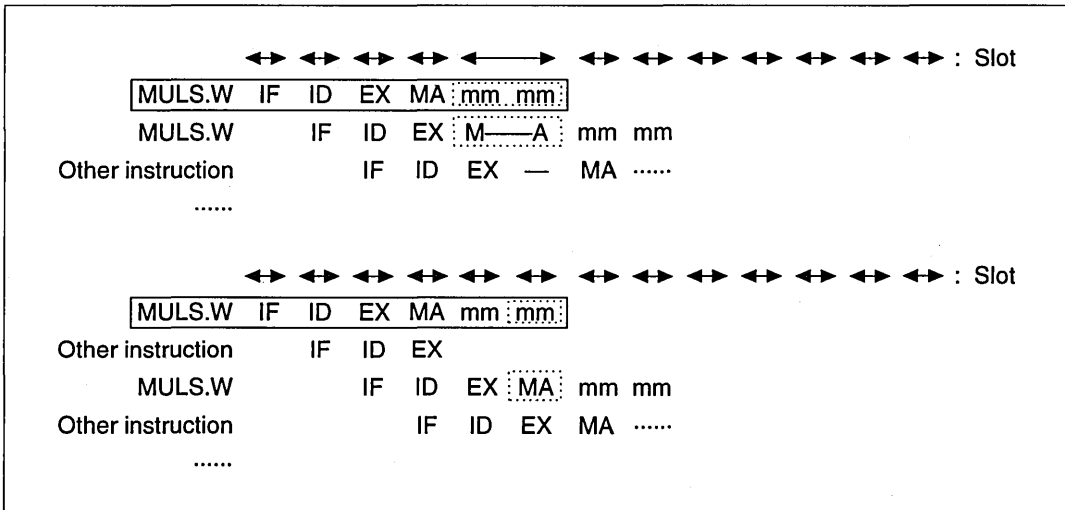 : Slot
MULS.W IF ID EX MA mm mm
MULS.W IF ID EX M——A mm mm
Other instruction IF ID EX — MA ......
......
: Slot
MULS.W IF ID EX MA mm mm
Other instruction IF ID EX
MULS.W IF ID EX MA mm mm
Other instruction IF ID EX MA ......
......